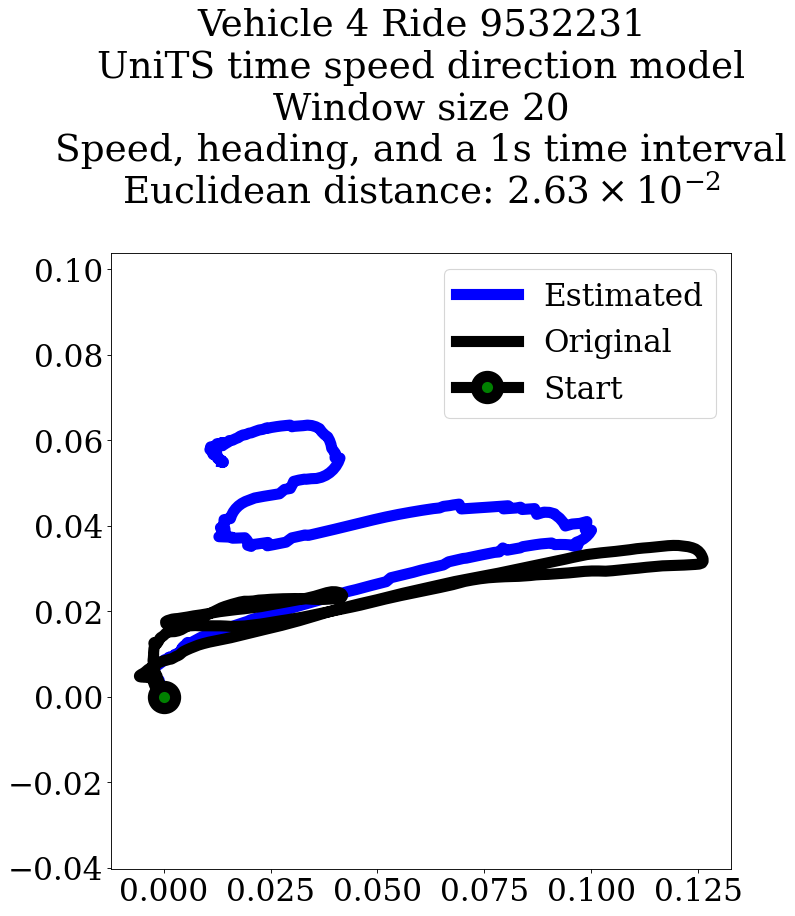 Vehicle 4 Ride 9532231
UniTS time speed direction model
Window size 20
Speed, heading, and a 1s time interval
Euclidean distance: 2.63 × 10⁻²
Estimated
Original
Start
0.10
0.08
0.06
0.04
0.02
0.00
−0.02
−0.04
0.000 0.025 0.050 0.075 0.100 0.125